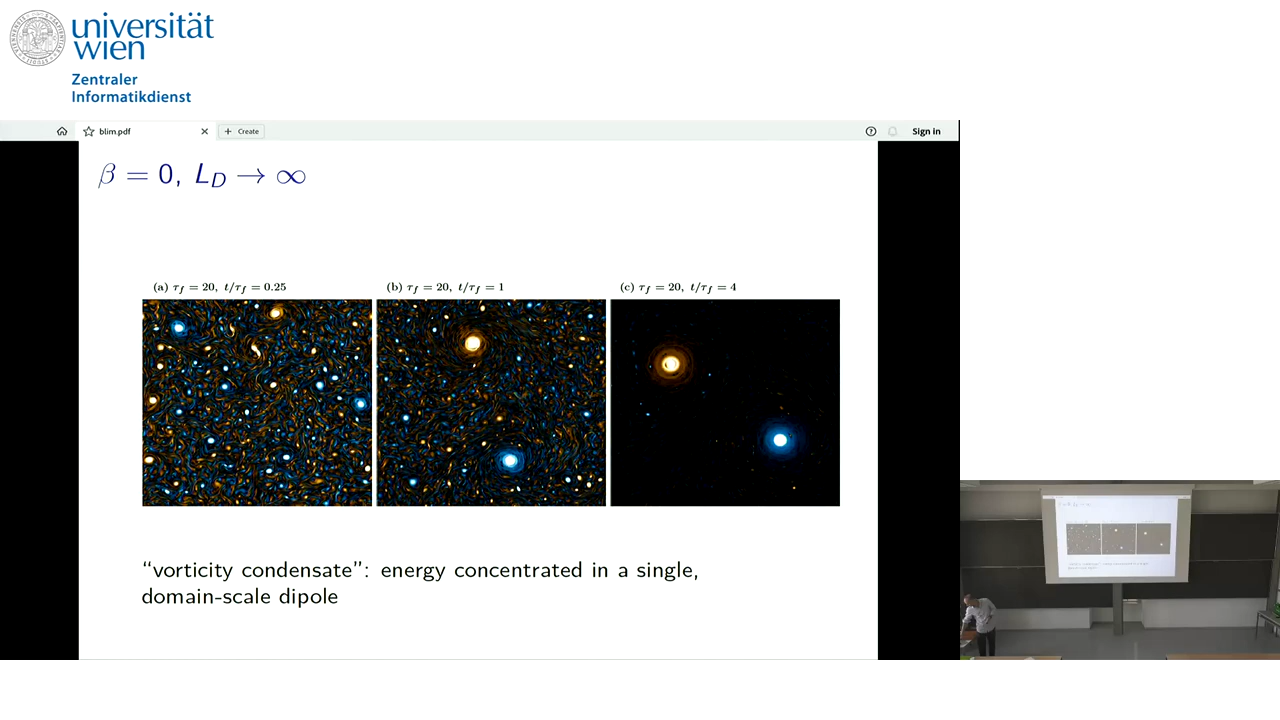 universität
wien
Zentraler
Informatikdienst
blim.pdf
Create
Sign in
β = 0, L_D → ∞
(a) τ_f = 20, t/τ_f = 0.25
(b) τ_f = 20, t/τ_f = 1
(c) τ_f = 20, t/τ_f = 4
“vorticity condensate”: energy concentrated in a single,
domain-scale dipole